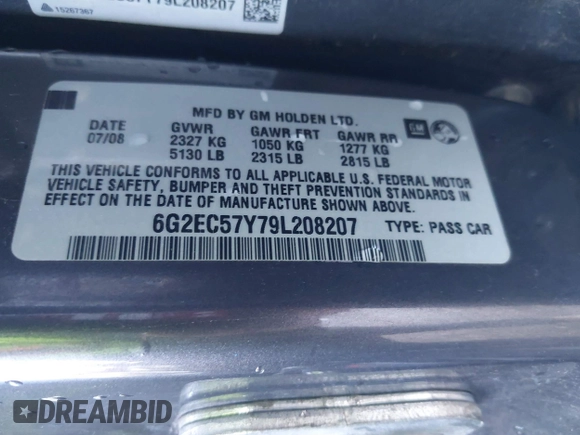 Y79L208207
15267367
MFD BY GM HOLDEN LTD.
DATE GVWR GAWR FRT GAWR RR GM
07/08 2327 KG 1050 KG 1277 KG
5130 LB 2315 LB 2815 LB
THIS VEHICLE CONFORMS TO ALL APPLICABLE U.S. FEDERAL MOTOR
VEHICLE SAFETY, BUMPER AND THEFT PREVENTION STANDARDS IN
EFFECT ON THE DATE OF MANUFACTURE SHOWN ABOVE.
6G2EC57Y79L208207 TYPE: PASS CAR
DREAMBID